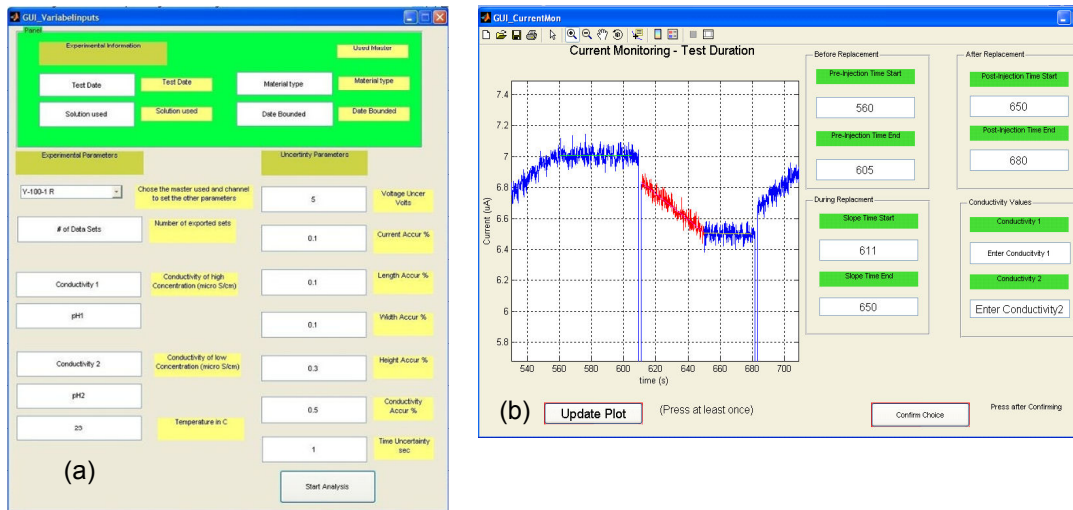 GUI_Variabelinputs
Panel
Experimental Information
Used Master
Test Date
Test Date
Material type
Material type
Solution used
Solution used
Date Bounded
Date Bounded
Experimental Parameters
Uncertinty Parameters
Y-100-1 R
Chose the master used and channel
to set the other parameters
5
Voltage Uncer
Volts
# of Data Sets
Number of exported sets
0.1
Current Accur %
Conductivity 1
Conductivity of high
Concentration (micro S/cm)
0.1
Length Accur %
pH1
0.1
Width Accur %
Conductivity 2
Conductivity of low
Concentration (micro S/cm)
0.3
Height Accur %
pH2
0.5
Conductivity
Accur %
23
Temperature in C
1
Time Uncertainty
sec
(a)
Start Analysis
GUI_CurrentMon
Current Monitoring - Test Duration
Current (uA)
7.4
7.2
7
6.8
6.6
6.4
6.2
6
5.8
540 560 580 600 620 640 660 680 700
time (s)
Before Replacement
Pre-Injection Time Start
560
Pre-Injection Time End
605
After Replacement
Post-Injection Time Start
650
Post-Injection Time End
680
During Replacment
Slope Time Start
611
Slope Time End
650
Conductivity Values
Conductivity 1
Enter Conductivity 1
Conductivity 2
Enter Conductivity2
(b)
Update Plot
(Press at least once)
Confirm Choice
Press after Confirming